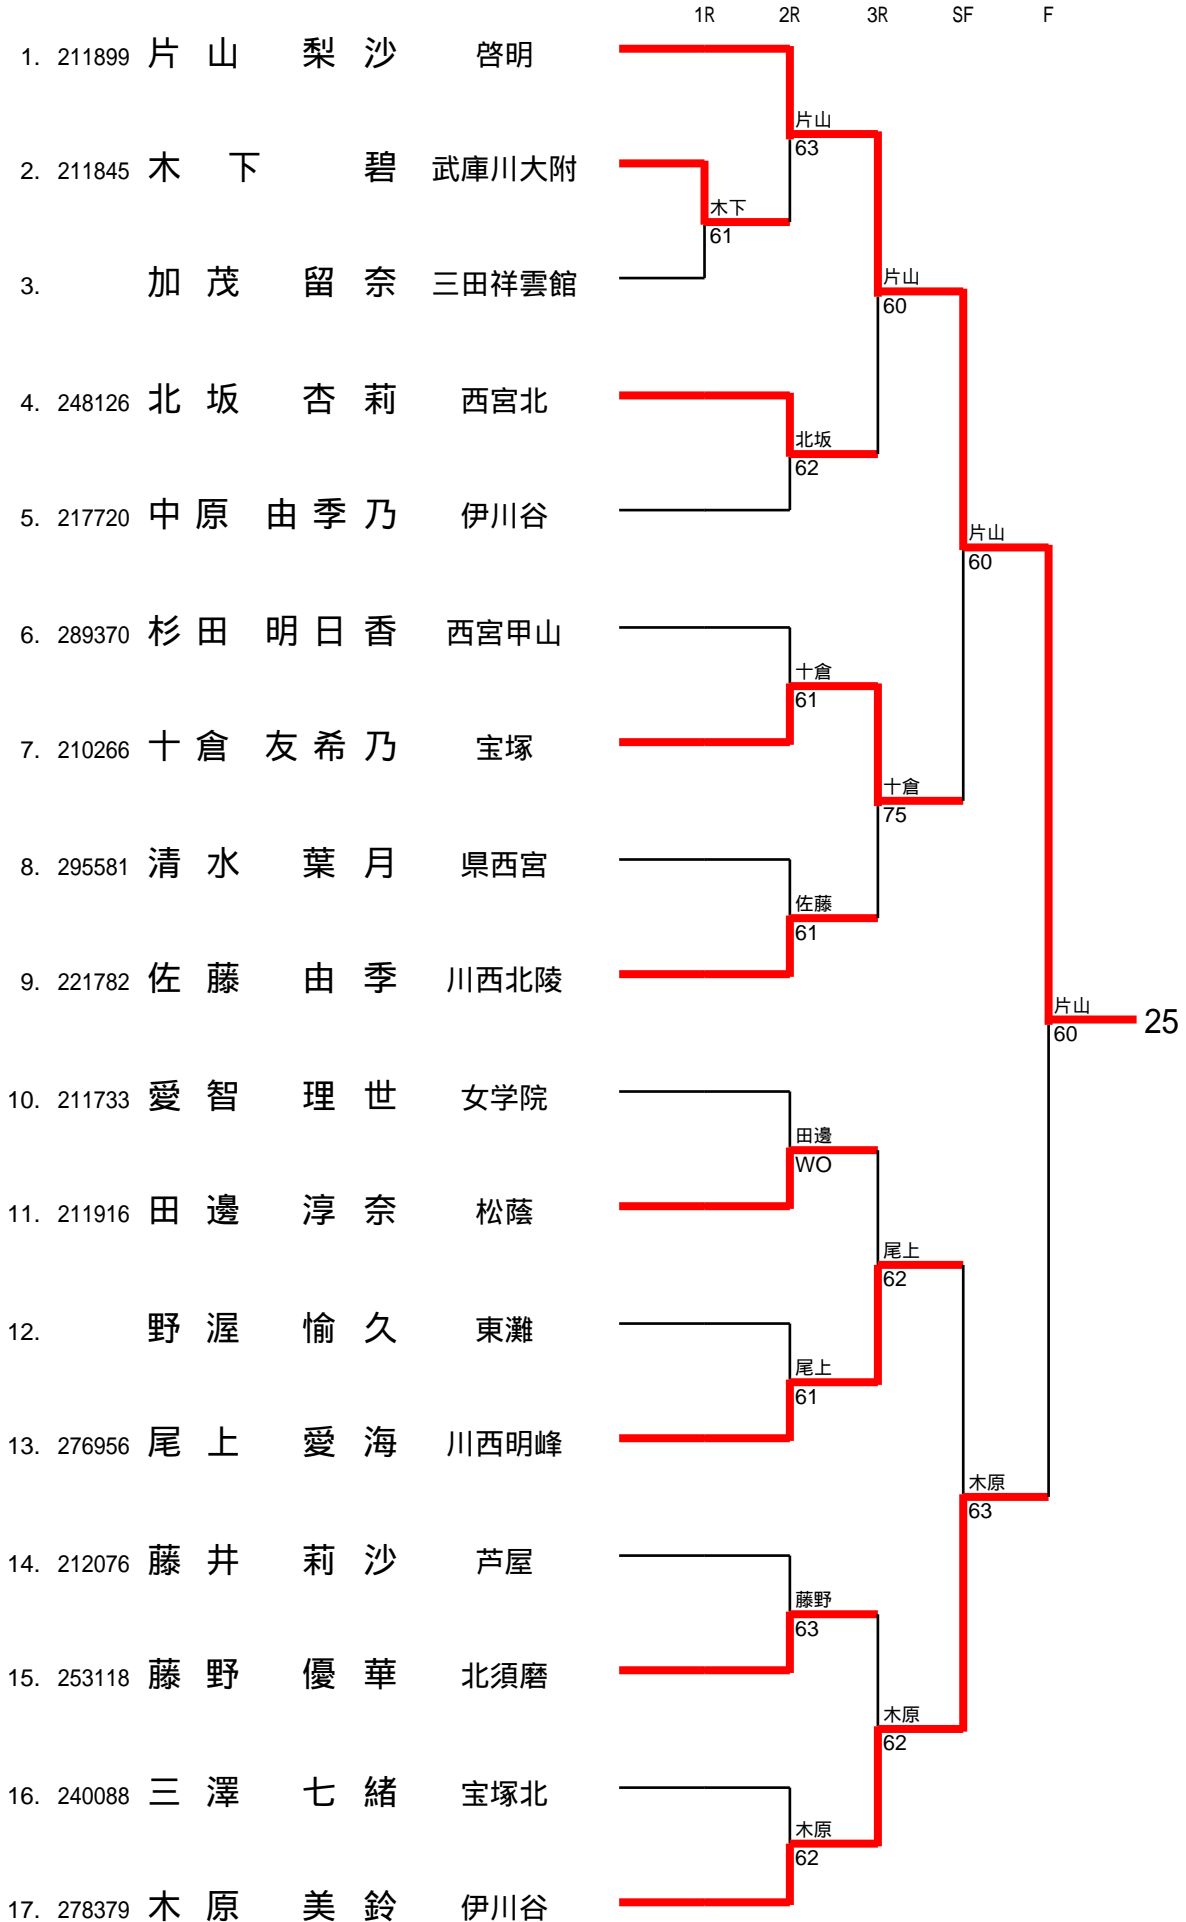 1R 2R 3R SF F
1. 211899 片山 梨沙 啓明
片山
63
2. 211845 木下 碧 武庫川大附
木下
61
3. 加茂 留奈 三田祥雲館
片山
60
4. 248126 北坂 杏莉 西宮北
北坂
62
5. 217720 中原 由季乃 伊川谷
片山
60
6. 289370 杉田 明日香 西宮甲山
十倉
61
7. 210266 十倉 友希乃 宝塚
十倉
75
8. 295581 清水 葉月 県西宮
佐藤
61
9. 221782 佐藤 由季 川西北陵
片山
60
25
10. 211733 愛智 理世 女学院
田邊
WO
11. 211916 田邊 淳奈 松蔭
尾上
62
12. 野渥 愉久 東灘
尾上
61
13. 276956 尾上 愛海 川西明峰
木原
63
14. 212076 藤井 莉沙 芦屋
藤野
63
15. 253118 藤野 優華 北須磨
木原
62
16. 240088 三澤 七緒 宝塚北
木原
62
17. 278379 木原 美鈴 伊川谷